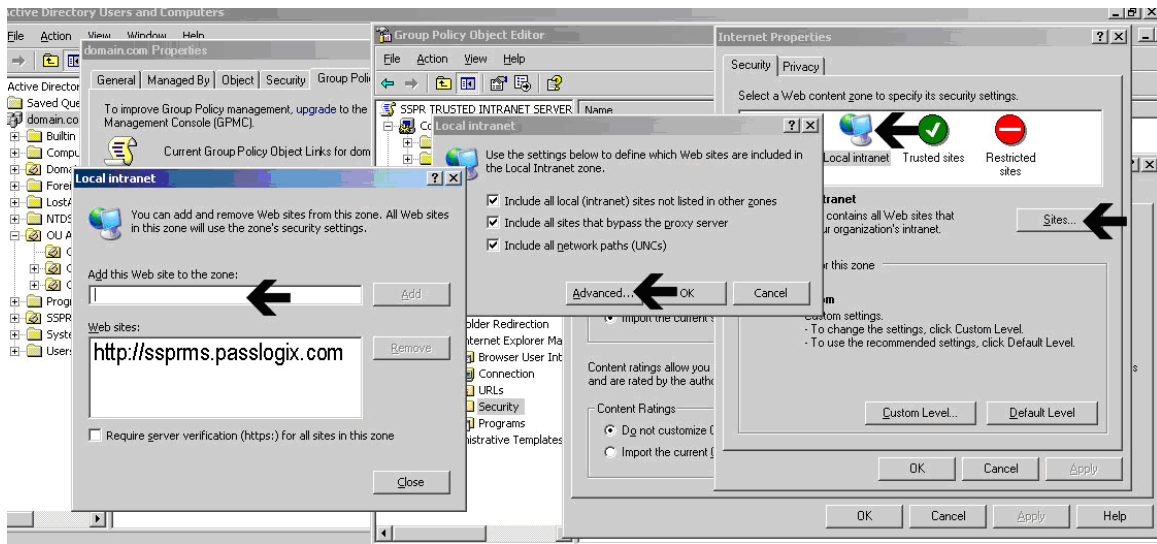 Active Directory Users and Computers
File Action View Window Help
Active Director
Saved Que
domain.co
Builtin
Compu
Doma
Forei
LostA
NTDS
OU A
Progr
SSPR
Syste
Users
domain.com Properties
General Managed By Object Security Group Poli
To improve Group Policy management, upgrade to the
Management Console (GPMC).
Current Group Policy Object Links for dom
Local intranet
You can add and remove Web sites from this zone. All Web sites
in this zone will use the zone's security settings.
Add this Web site to the zone:
Add
Web sites:
http://ssprms.passlogix.com
Remove
Require server verification (https:) for all sites in this zone
Close
Group Policy Object Editor
File Action View Help
SSPR TRUSTED INTRANET SERVER
Name
Local intranet
Use the settings below to define which Web sites are included in
the Local Intranet zone.
Include all local (intranet) sites not listed in other zones
Include all sites that bypass the proxy server
Include all network paths (UNCs)
Advanced... OK Cancel
older Redirection
nternet Explorer Ma
Browser User Int
Connection
URLs
Security
Programs
nistrative Templates
Import the current s
Content ratings allow you
and are rated by the autho
Content Ratings
Do not customize C
Import the current
OK Cancel Apply Help
Internet Properties
Security Privacy
Select a Web content zone to specify its security settings.
Local intranet Trusted sites Restricted
sites
tranet
contains all Web sites that
ur organization's intranet.
Sites...
or this zone
om
Custom settings.
- To change the settings, click Custom Level.
- To use the recommended settings, click Default Level.
Custom Level... Default Level
OK Cancel Apply